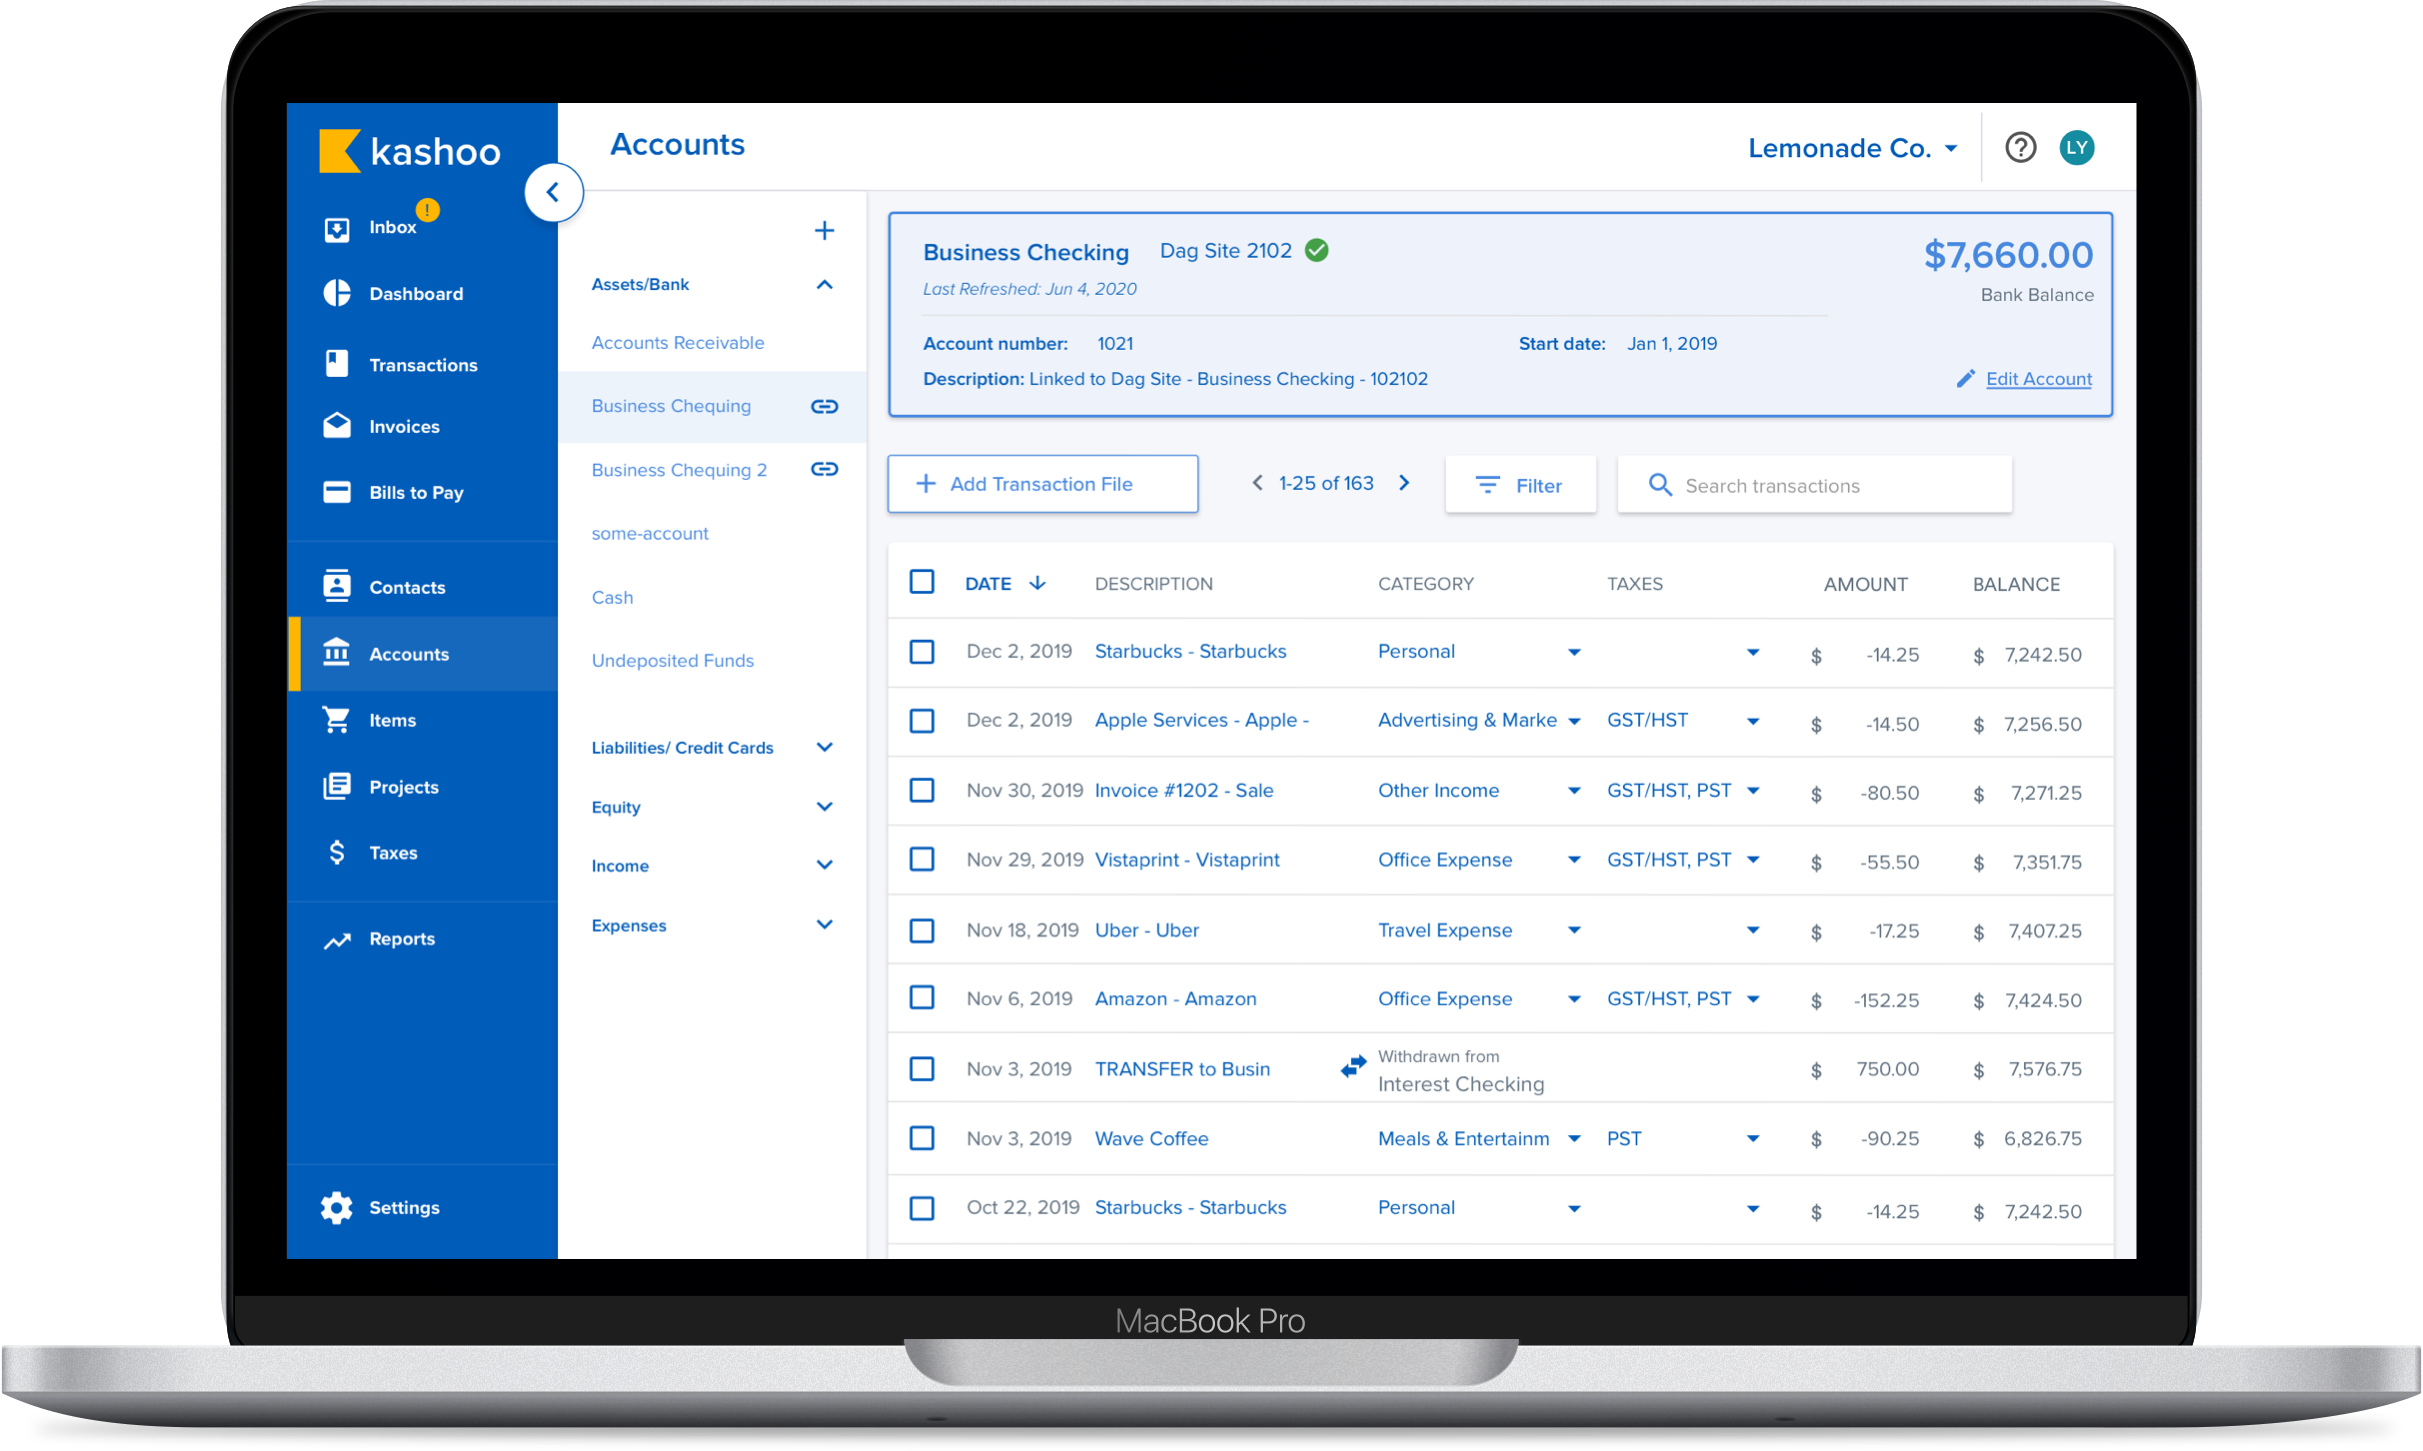 kashoo
Inbox !
Dashboard
Transactions
Invoices
Bills to Pay
Contacts
Accounts
Items
Projects
Taxes
Reports
Settings
Accounts
Lemonade Co. ? LY
Assets/Bank
Accounts Receivable
Business Chequing
Business Chequing 2
some-account
Cash
Undeposited Funds
Liabilities/ Credit Cards
Equity
Income
Expenses
Business Checking Dag Site 2102 $7,660.00
Last Refreshed: Jun 4, 2020 Bank Balance
Account number: 1021 Start date: Jan 1, 2019
Description: Linked to Dag Site - Business Checking - 102102 Edit Account
+ Add Transaction File 1-25 of 163 Filter Search transactions
DATE DESCRIPTION CATEGORY TAXES AMOUNT BALANCE
Dec 2, 2019 Starbucks - Starbucks Personal $ -14.25 $ 7,242.50
Dec 2, 2019 Apple Services - Apple - Advertising & Marke GST/HST $ -14.50 $ 7,256.50
Nov 30, 2019 Invoice #1202 - Sale Other Income GST/HST, PST $ -80.50 $ 7,271.25
Nov 29, 2019 Vistaprint - Vistaprint Office Expense GST/HST, PST $ -55.50 $ 7,351.75
Nov 18, 2019 Uber - Uber Travel Expense $ -17.25 $ 7,407.25
Nov 6, 2019 Amazon - Amazon Office Expense GST/HST, PST $ -152.25 $ 7,424.50
Nov 3, 2019 TRANSFER to Busin Withdrawn from Interest Checking $ 750.00 $ 7,576.75
Nov 3, 2019 Wave Coffee Meals & Entertainm PST $ -90.25 $ 6,826.75
Oct 22, 2019 Starbucks - Starbucks Personal $ -14.25 $ 7,242.50
MacBook Pro